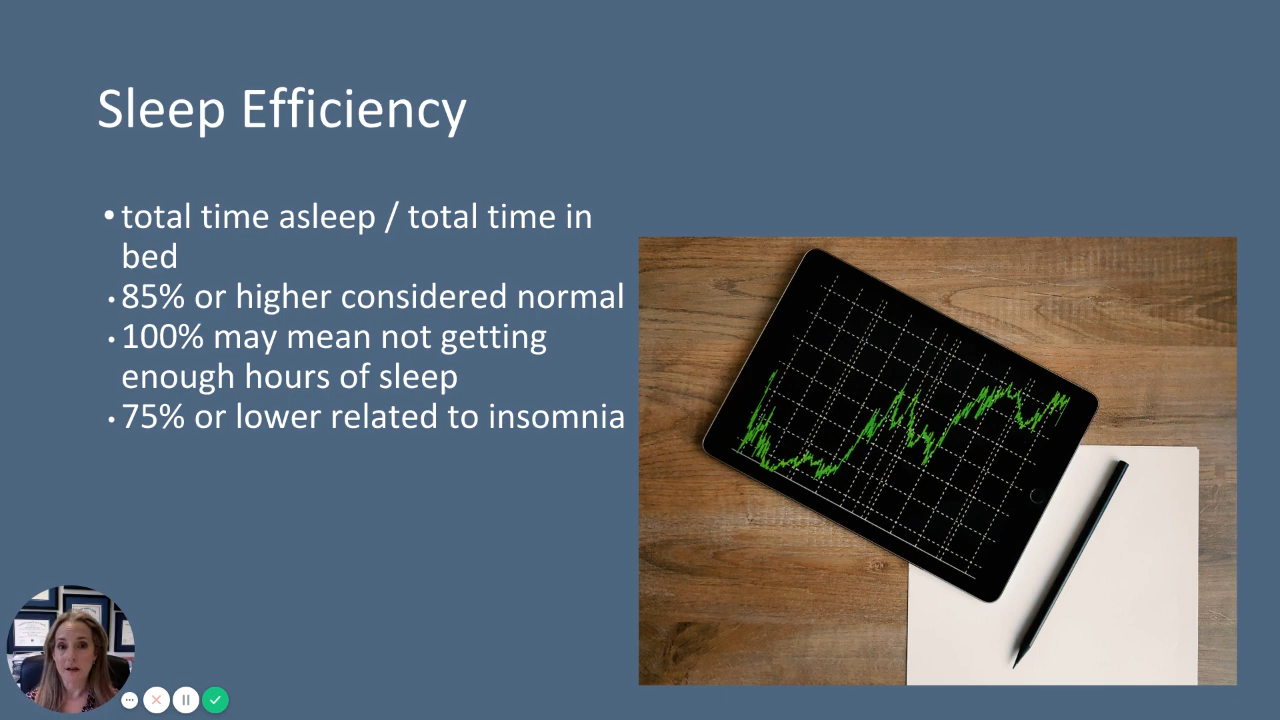 Sleep Efficiency
• total time asleep / total time in
bed
• 85% or higher considered normal
• 100% may mean not getting
enough hours of sleep
• 75% or lower related to insomnia